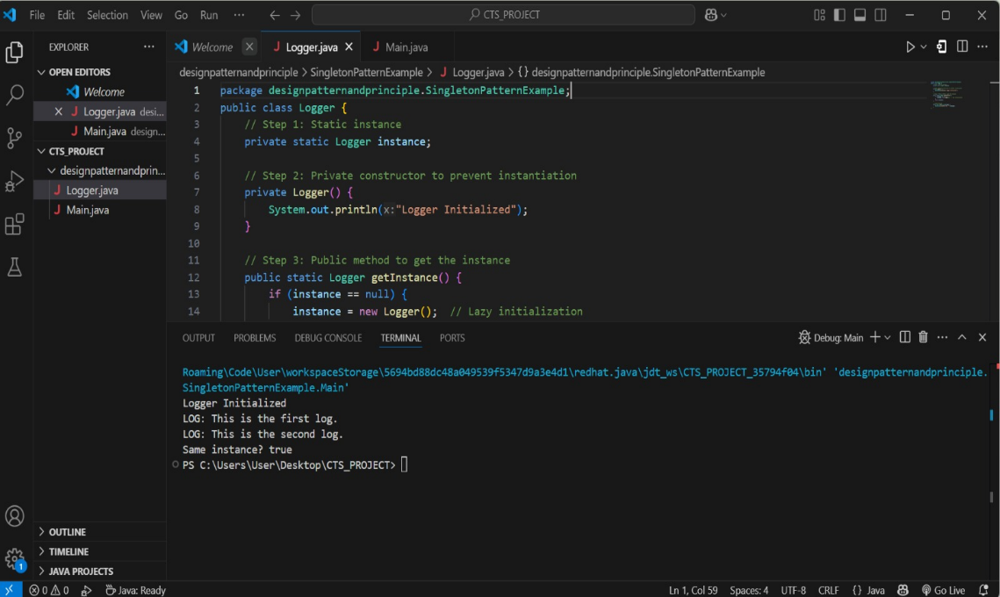 File Edit Selection View Go Run ··· ← → CTS_PROJECT
EXPLORER ···
OPEN EDITORS
Welcome
X J Logger.java desi...
J Main.java design...
CTS_PROJECT
designpatternandprin...
J Logger.java
J Main.java
OUTLINE
TIMELINE
JAVA PROJECTS
1
Welcome X J Logger.java X J Main.java
designpatternandprinciple > SingletonPatternExample > J Logger.java > {} designpatternandprinciple.SingletonPatternExample
1 package designpatternandprinciple.SingletonPatternExample;
2 public class Logger {
3 // Step 1: Static instance
4 private static Logger instance;
5
6 // Step 2: Private constructor to prevent instantiation
7 private Logger() {
8 System.out.println(x:"Logger Initialized");
9 }
10
11 // Step 3: Public method to get the instance
12 public static Logger getInstance() {
13 if (instance == null) {
14 instance = new Logger(); // Lazy initialization
OUTPUT PROBLEMS DEBUG CONSOLE TERMINAL PORTS Debug: Main
Roaming\Code\User\workspaceStorage\5694bd88dc48a049539f5347d9a3e4d1\redhat.java\jdt_ws\CTS_PROJECT_35794f04\bin' 'designpatternandprinciple.
SingletonPatternExample.Main'
Logger Initialized
LOG: This is the first log.
LOG: This is the second log.
Same instance? true
PS C:\Users\User\Desktop\CTS_PROJECT>
0 0 Java: Ready Ln 1, Col 59 Spaces: 4 UTF-8 CRLF {} Java Go Live